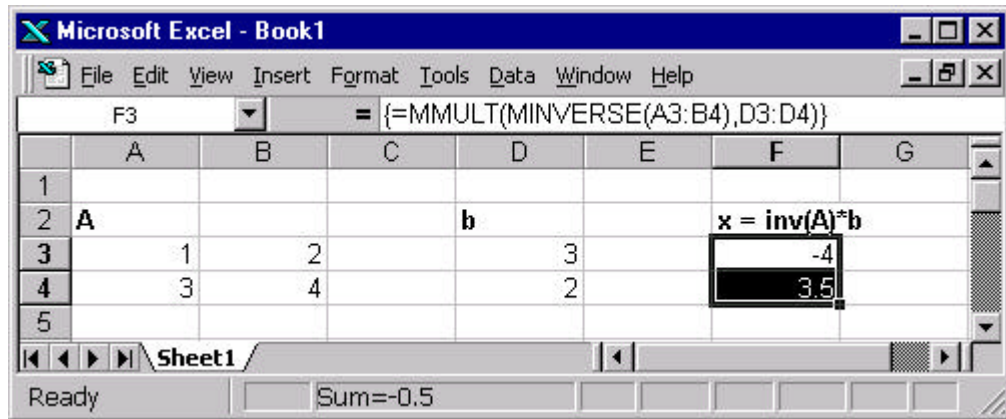 Microsoft Excel - Book1
File Edit View Insert Format Tools Data Window Help
F3 = {=MMULT(MINVERSE(A3:B4),D3:D4)}
A B C D E F G
1
2 A b x = inv(A)*b
3 1 2 3 -4
4 3 4 2 3.5
5
Sheet1
Ready Sum=-0.5